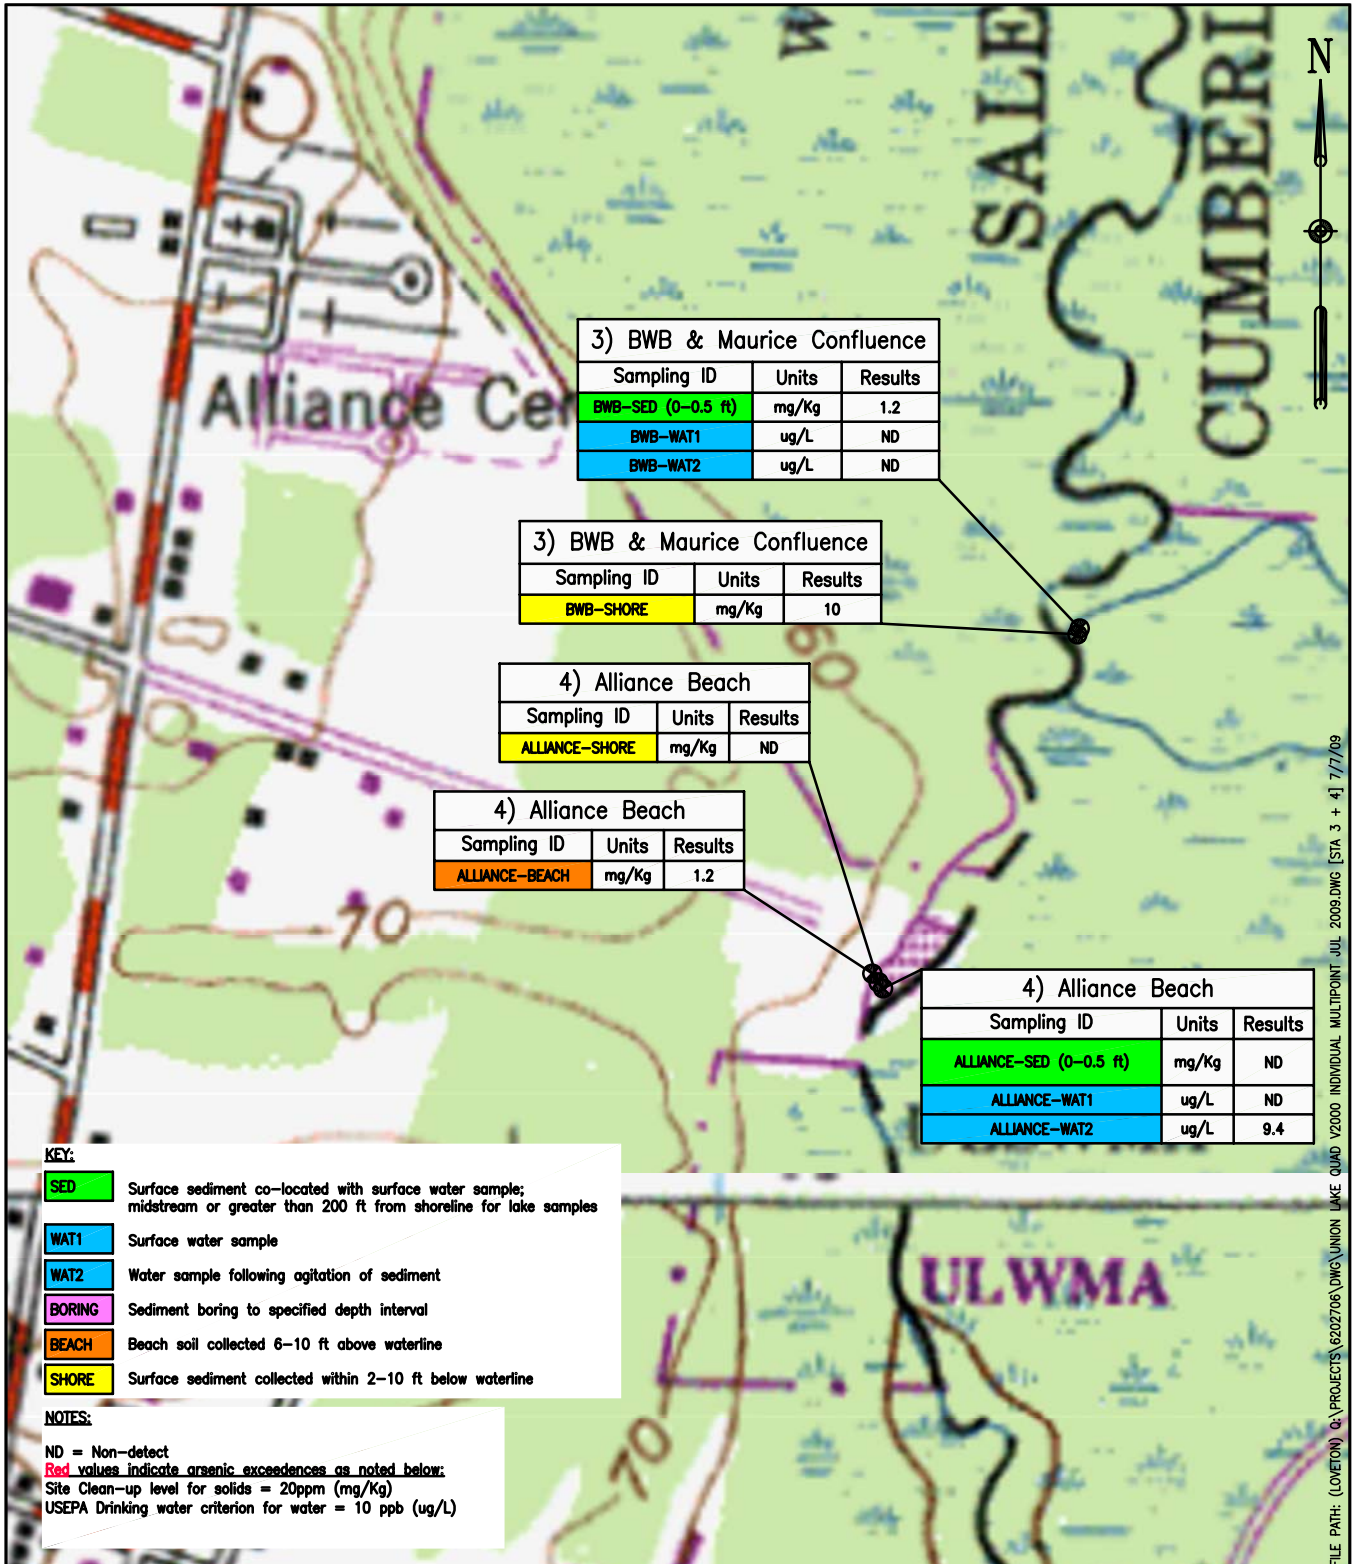 SALE
CUMBERL
N
W
Alliance Cem
3) BWB & Maurice Confluence
Sampling ID Units Results
BWB-SED (0-0.5 ft) mg/Kg 1.2
BWB-WAT1 ug/L ND
BWB-WAT2 ug/L ND
3) BWB & Maurice Confluence
Sampling ID Units Results
BWB-SHORE mg/Kg 10
60
4) Alliance Beach
Sampling ID Units Results
ALLIANCE-SHORE mg/Kg ND
4) Alliance Beach
Sampling ID Units Results
ALLIANCE-BEACH mg/Kg 1.2
70
4) Alliance Beach
Sampling ID Units Results
ALLIANCE-SED (0-0.5 ft) mg/Kg ND
ALLIANCE-WAT1 ug/L ND
ALLIANCE-WAT2 ug/L 9.4
ULWMA
70
KEY:
SED Surface sediment co-located with surface water sample;
midstream or greater than 200 ft from shoreline for lake samples
WAT1 Surface water sample
WAT2 Water sample following agitation of sediment
BORING Sediment boring to specified depth interval
BEACH Beach soil collected 6-10 ft above waterline
SHORE Surface sediment collected within 2-10 ft below waterline
NOTES:
ND = Non-detect
Red values indicate arsenic exceedences as noted below:
Site Clean-up level for solids = 20ppm (mg/Kg)
USEPA Drinking water criterion for water = 10 ppb (ug/L)
FILE PATH: (LOVETON) Q:\PROJECTS\6202706\DWG\UNION LAKE QUAD V2000 INDIVIDUAL MULTIPOINT JUL 2009.DWG [STA 3 + 4] 7/7/09